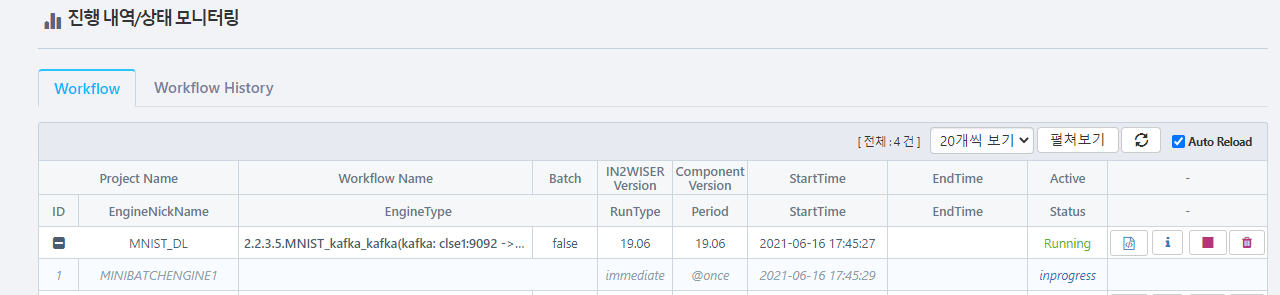 진행 내역/상태 모니터링
Workflow Workflow History
[ 전체 : 4 건 ] 20개씩 보기 펼쳐보기 Auto Reload
Project Name Workflow Name Batch IN2WISER Version Component Version StartTime EndTime Active -
ID EngineNickName EngineType RunType Period StartTime EndTime Status -
MNIST_DL 2.2.3.5.MNIST_kafka_kafka(kafka: clse1:9092 ->... false 19.06 19.06 2021-06-16 17:45:27 Running
1 MINIBATCHENGINE1 immediate @once 2021-06-16 17:45:29 inprogress